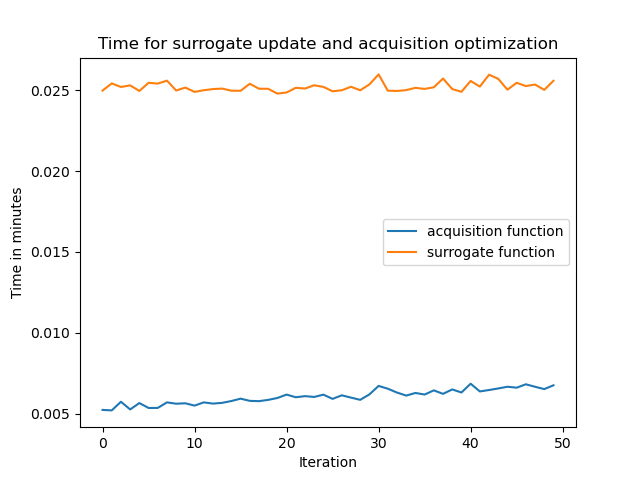 Time for surrogate update and acquisition optimization
0.025
0.020
0.015
0.010
0.005
Time in minutes
acquisition function
surrogate function
0 10 20 30 40 50
Iteration